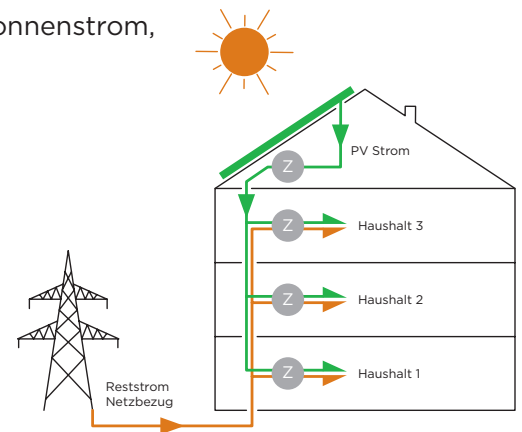 onnenstrom,
PV Strom
Z
Z
Haushalt 3
Z
Haushalt 2
Z
Haushalt 1
Reststrom
Netzbezug